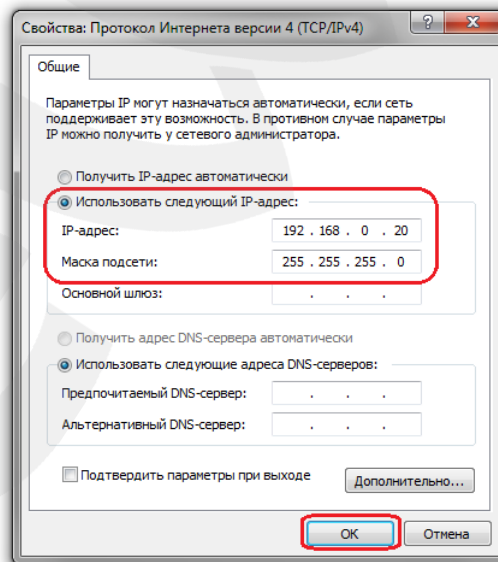 Свойства: Протокол Интернета версии 4 (TCP/IPv4)
Общие
Параметры IP могут назначаться автоматически, если сеть
поддерживает эту возможность. В противном случае параметры
IP можно получить у сетевого администратора.
Получить IP-адрес автоматически
Использовать следующий IP-адрес:
IP-адрес: 192 . 168 . 0 . 20
Маска подсети: 255 . 255 . 255 . 0
Основной шлюз: . . .
Получить адрес DNS-сервера автоматически
Использовать следующие адреса DNS-серверов:
Предпочитаемый DNS-сервер: . . .
Альтернативный DNS-сервер: . . .
Подтвердить параметры при выходе
Дополнительно...
ОК
Отмена